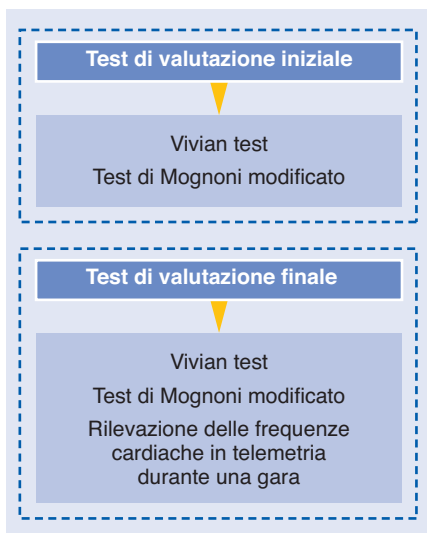 Test di valutazione iniziale
Vivian test
Test di Mognoni modificato
Test di valutazione finale
Vivian test
Test di Mognoni modificato
Rilevazione delle frequenze
cardiache in telemetria
durante una gara